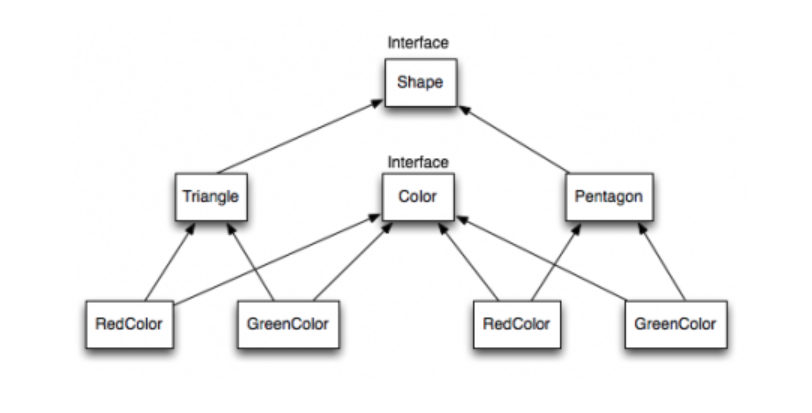 Interface
Shape
Interface
Triangle
Color
Pentagon
RedColor
GreenColor
RedColor
GreenColor